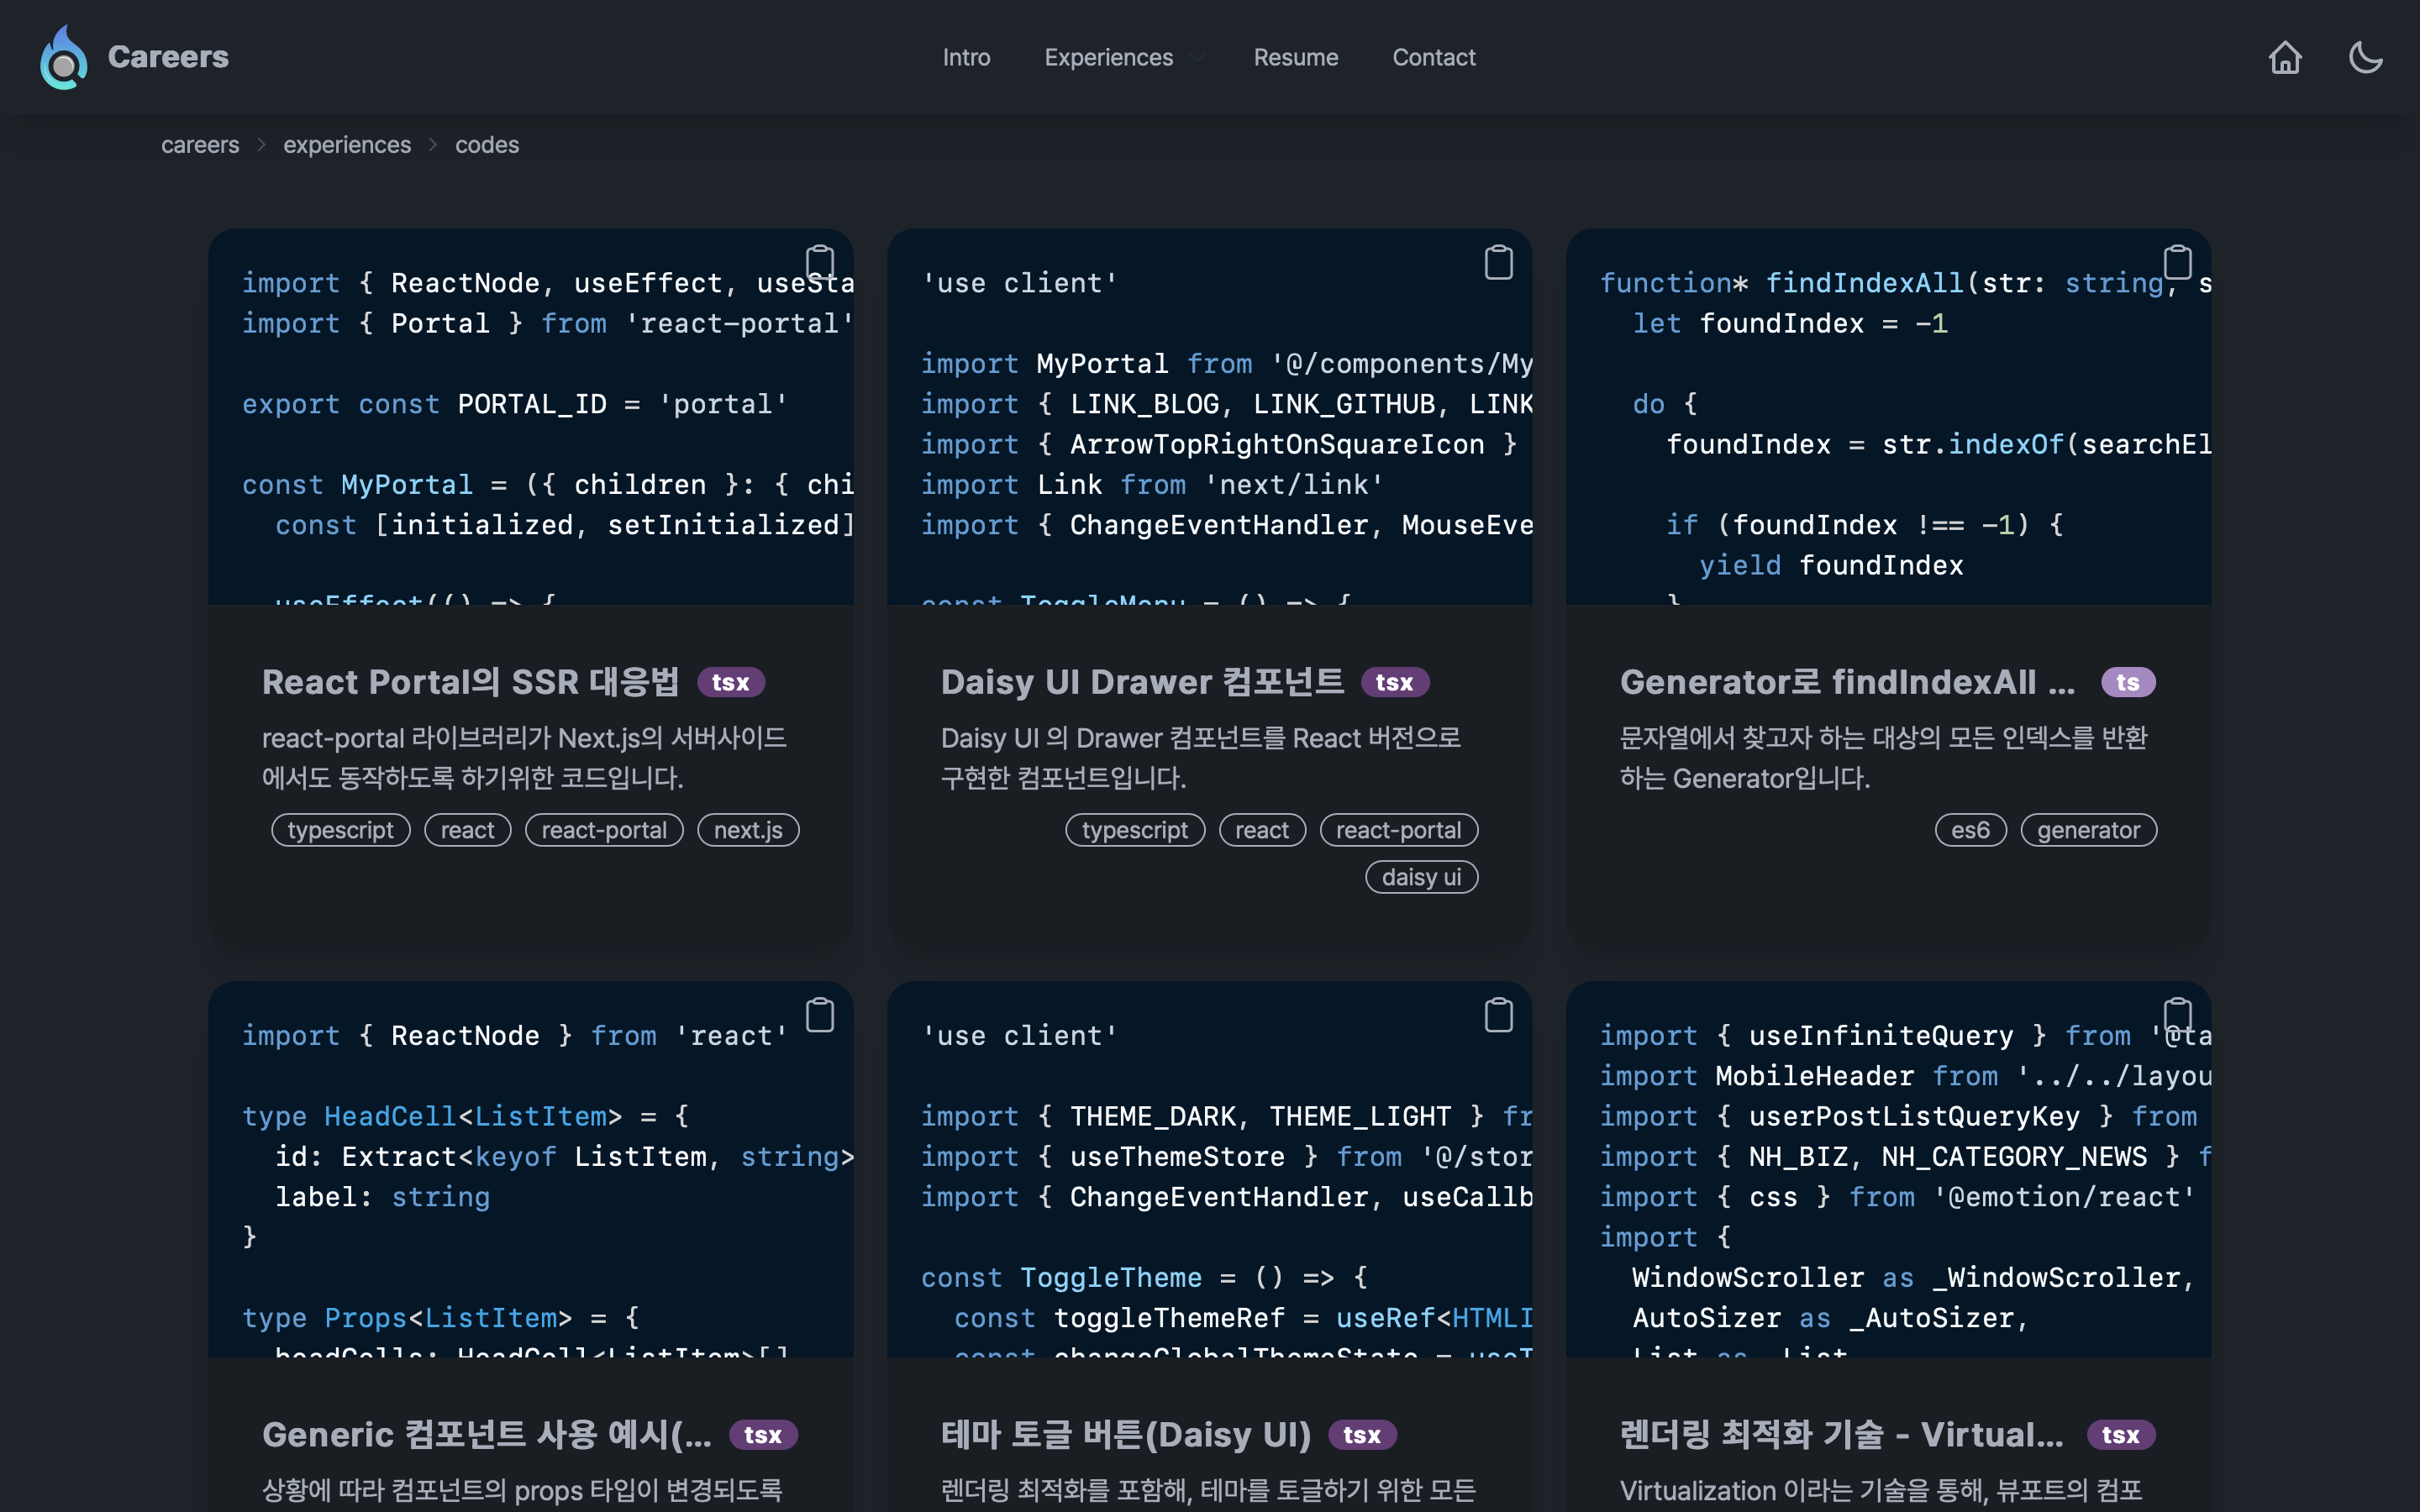 Careers
Intro
Experiences
Resume
Contact
careers > experiences > codes
import { ReactNode, useEffect, useSta
import { Portal } from 'react-portal'
export const PORTAL_ID = 'portal'
const MyPortal = ({ children }: { chi
const [initialized, setInitialized]
useEffect(() => {
React Portal의 SSR 대응법 tsx
react-portal 라이브러리가 Next.js의 서버사이드
에서도 동작하도록 하기위한 코드입니다.
typescript react react-portal next.js
'use client'
import MyPortal from '@/components/My
import { LINK_BLOG, LINK_GITHUB, LINK
import { ArrowTopRightOnSquareIcon }
import Link from 'next/link'
import { ChangeEventHandler, MouseEve
const ToggleMenu = () => {
Daisy UI Drawer 컴포넌트 tsx
Daisy UI 의 Drawer 컴포넌트를 React 버전으로
구현한 컴포넌트입니다.
typescript react react-portal
daisy ui
function* findIndexAll(str: string, s
let foundIndex = -1
do {
foundIndex = str.indexOf(searchEl
if (foundIndex !== -1) {
yield foundIndex
}
Generator로 findIndexAll ... ts
문자열에서 찾고자 하는 대상의 모든 인덱스를 반환
하는 Generator입니다.
es6 generator
import { ReactNode } from 'react'
type HeadCell<ListItem> = {
id: Extract<keyof ListItem, string>
label: string
}
type Props<ListItem> = {
headCells: HeadCell<ListItem>[]
Generic 컴포넌트 사용 예시(... tsx
상황에 따라 컴포넌트의 props 타입이 변경되도록
'use client'
import { THEME_DARK, THEME_LIGHT } fr
import { useThemeStore } from '@/stor
import { ChangeEventHandler, useCallb
const ToggleTheme = () => {
const toggleThemeRef = useRef<HTMLI
const changeGlobalThemeState = useT
테마 토글 버튼(Daisy UI) tsx
렌더링 최적화를 포함해, 테마를 토글하기 위한 모든
import { useInfiniteQuery } from '@ta
import MobileHeader from '../../layou
import { userPostListQueryKey } from
import { NH_BIZ, NH_CATEGORY_NEWS } f
import { css } from '@emotion/react'
import {
WindowScroller as _WindowScroller,
AutoSizer as _AutoSizer,
List as _List
렌더링 최적화 기술 - Virtual... tsx
Virtualization 이라는 기술을 통해, 뷰포트의 컴포